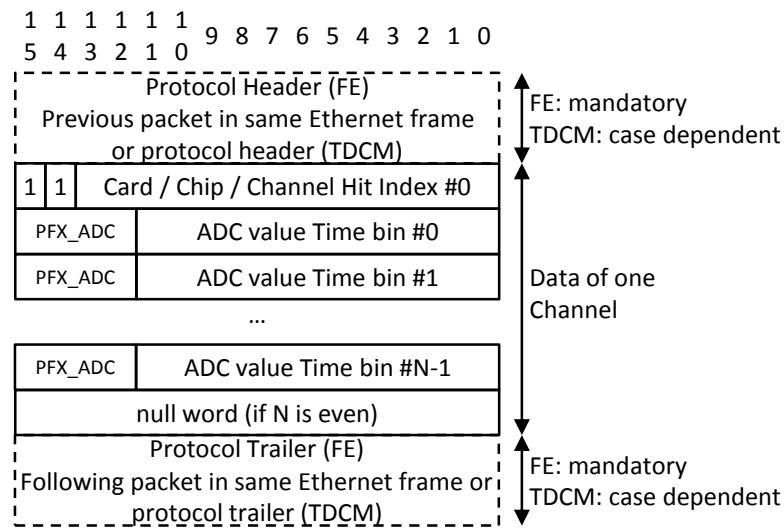 1 1 1 1 1 1 9 8 7 6 5 4 3 2 1 0
5 4 3 2 1 0
Protocol Header (FE)
Previous packet in same Ethernet frame
or protocol header (TDCM)
FE: mandatory
TDCM: case dependent
1 1 Card / Chip / Channel Hit Index #0
PFX_ADC ADC value Time bin #0
PFX_ADC ADC value Time bin #1
...
PFX_ADC ADC value Time bin #N-1
null word (if N is even)
Data of one
Channel
Protocol Trailer (FE)
Following packet in same Ethernet frame or
protocol trailer (TDCM)
FE: mandatory
TDCM: case dependent